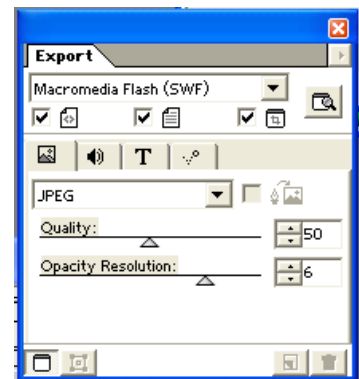 Export
Macromedia Flash (SWF)
T
JPEG
Quality: 50
Opacity Resolution: 6